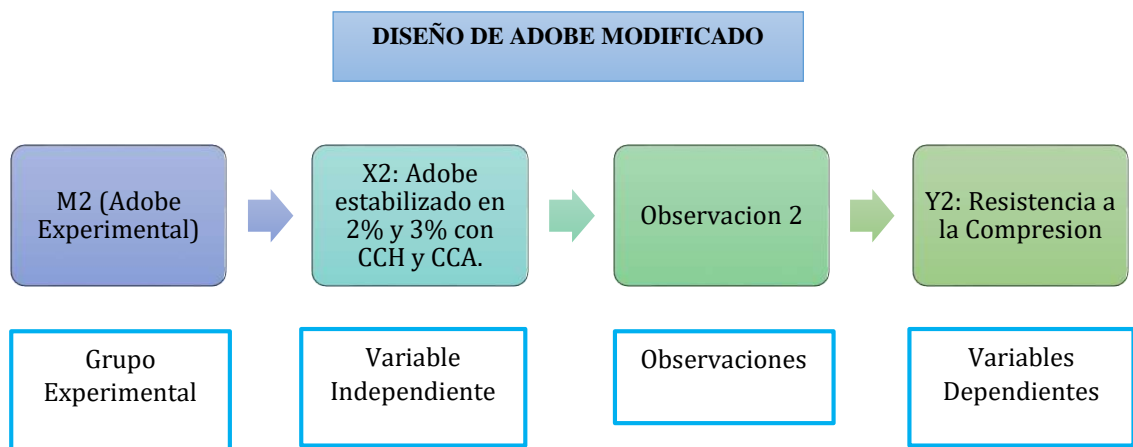 DISEÑO DE ADOBE MODIFICADO
M2 (Adobe
Experimental)
X2: Adobe
estabilizado en
2% y 3% con
CCH y CCA.
Observacion 2
Y2: Resistencia a
la Compresion
Grupo
Experimental
Variable
Independiente
Observaciones
Variables
Dependientes